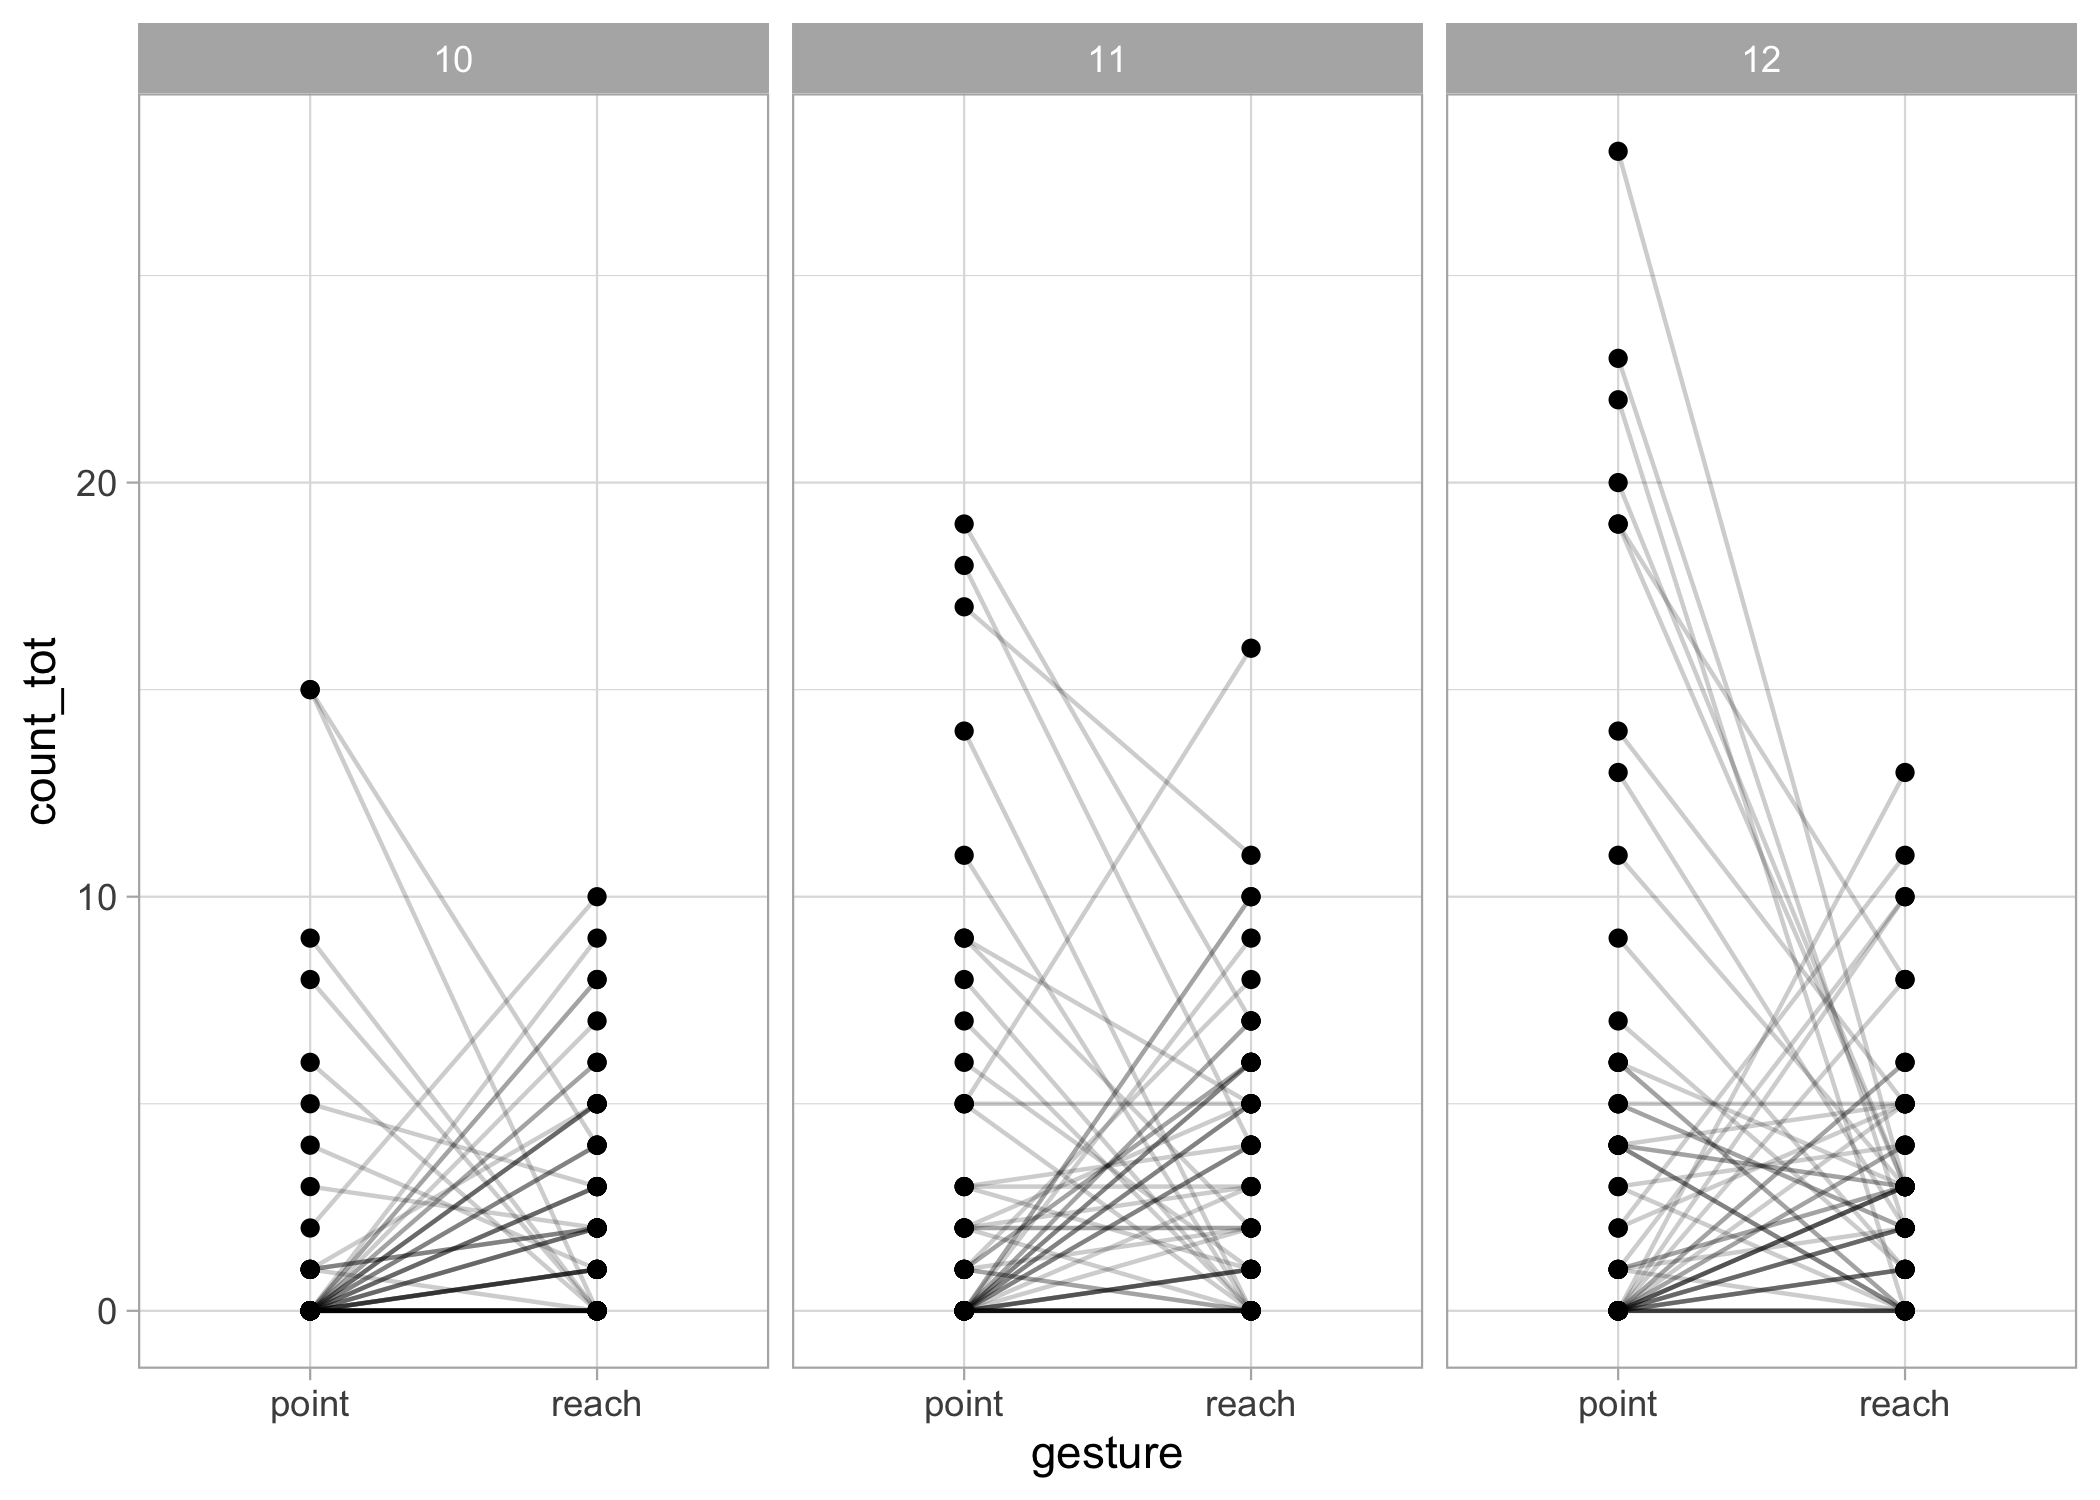 10 11 12
20
10
0
count_tot
point reach point reach point reach
gesture